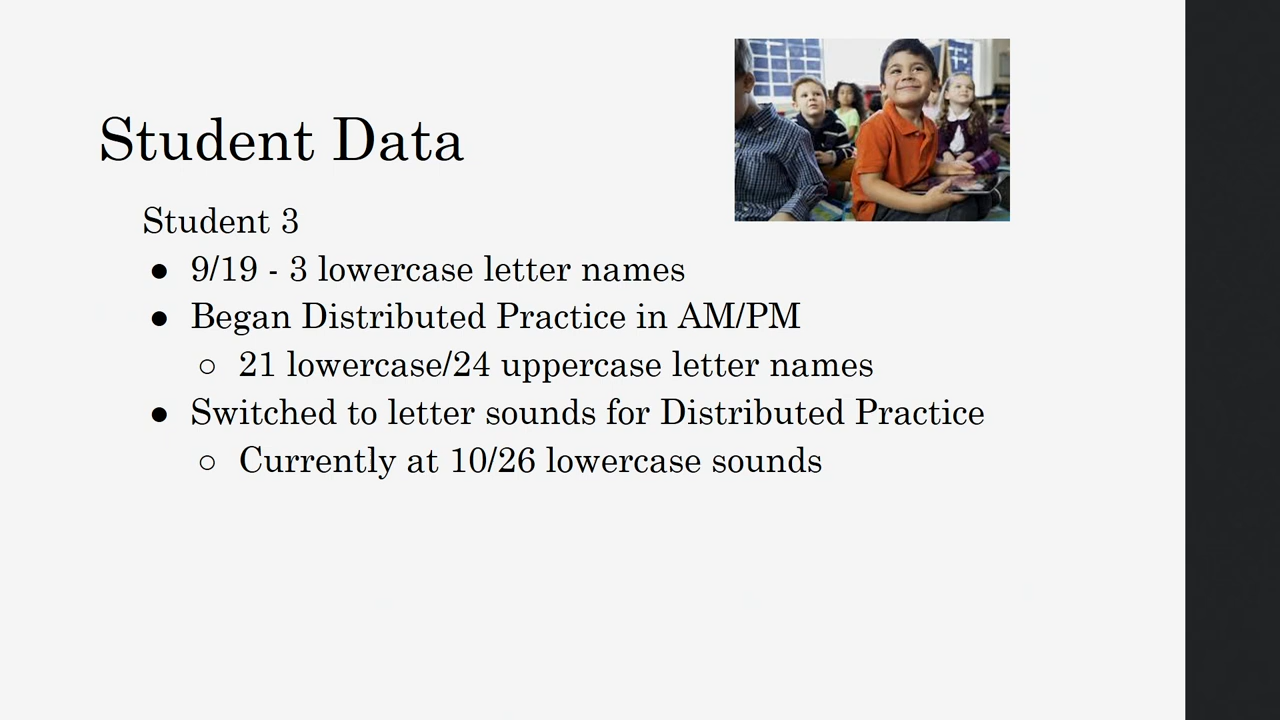 Student Data
Student 3
● 9/19 - 3 lowercase letter names
● Began Distributed Practice in AM/PM
○ 21 lowercase/24 uppercase letter names
● Switched to letter sounds for Distributed Practice
○ Currently at 10/26 lowercase sounds